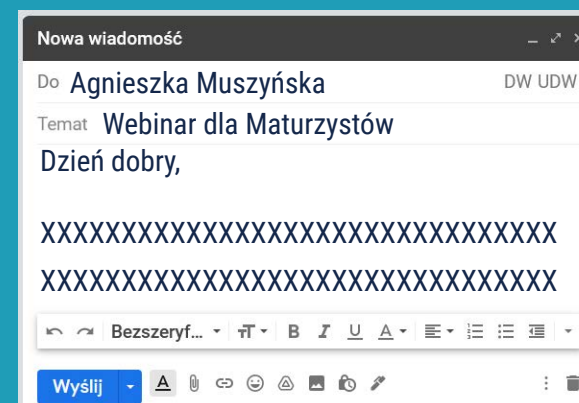 Nowa wiadomość
Do Agnieszka Muszyńska DW UDW
Temat Webinar dla Maturzystów
Dzień dobry,
XXXXXXXXXXXXXXXXXXXXXXXXXXXXXXXX
XXXXXXXXXXXXXXXXXXXXXXXXXXXXXXXX
Bezszeryf... B I U A
Wyślij A